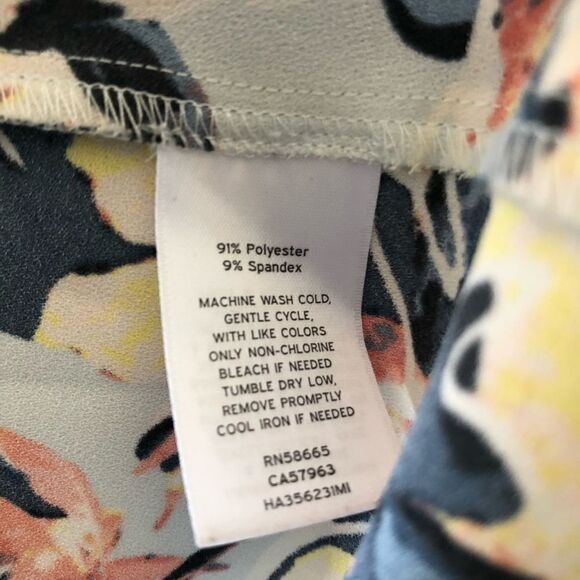 91% Polyester
9% Spandex
MACHINE WASH COLD,
GENTLE CYCLE,
WITH LIKE COLORS
ONLY NON-CHLORINE
BLEACH IF NEEDED
TUMBLE DRY LOW,
REMOVE PROMPTLY
COOL IRON IF NEEDED
RN58665
CA57963
HA35623IMI